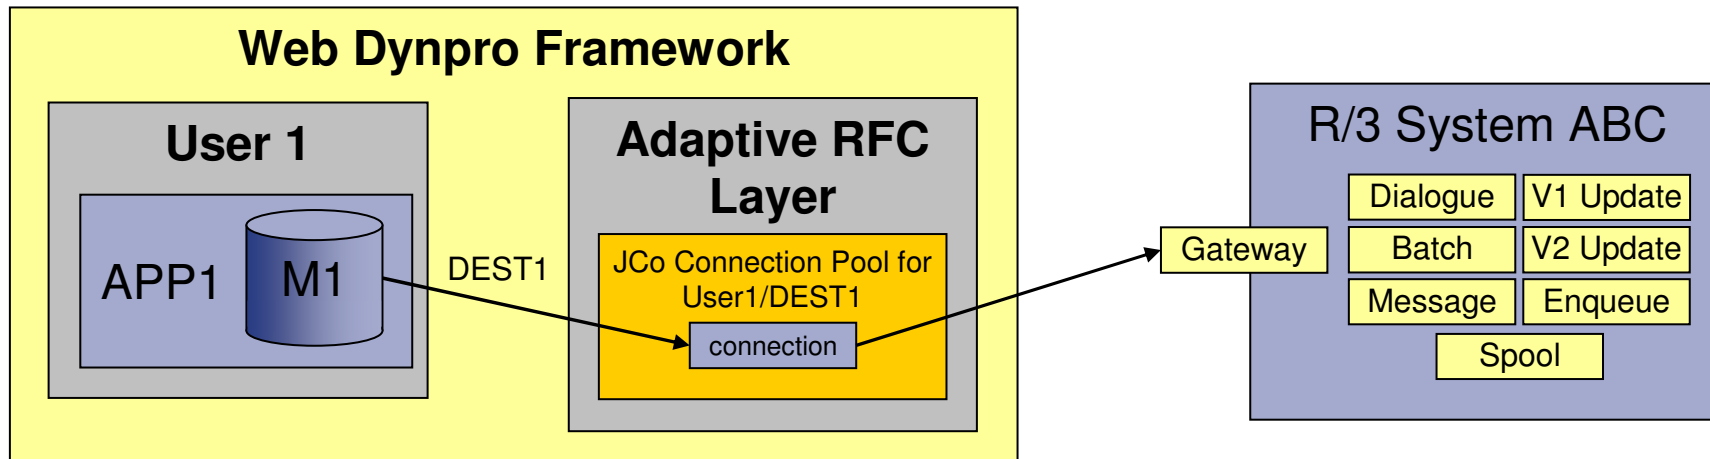 Web Dynpro Framework
User 1
APP1
M1
DEST1
Adaptive RFC
Layer
JCo Connection Pool for
User1/DEST1
connection
Gateway
R/3 System ABC
Dialogue
V1 Update
Batch
V2 Update
Message
Enqueue
Spool